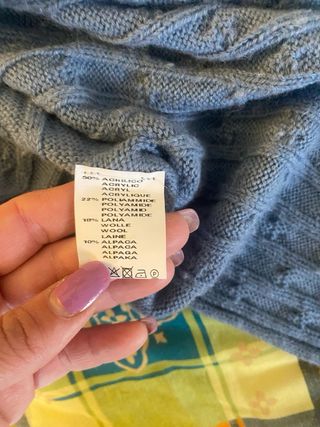 50% ACRILICO
ACRYLIC
ACRYL
ACRYLIQUE
22% POLIAMMIDE
POLYAMIDE
POLYAMID
POLYAMIDE
18% LANA
WOLLE
WOOL
LAINE
10% ALPACA
ALPACA
ALPAGA
ALPAKA